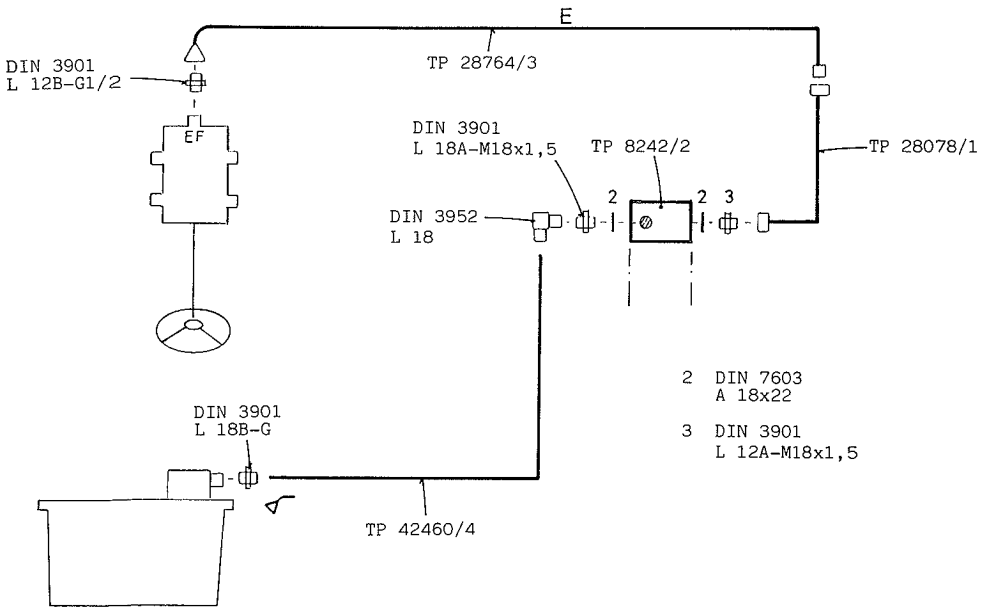 E
TP 28764/3
DIN 3901
L 12B-G1/2
EF
DIN 3901
L 18A-M18x1,5
TP 8242/2
TP 28078/1
2
2
3
DIN 3952
L 18
2 DIN 7603
A 18x22
3 DIN 3901
L 12A-M18x1,5
DIN 3901
L 18B-G
TP 42460/4